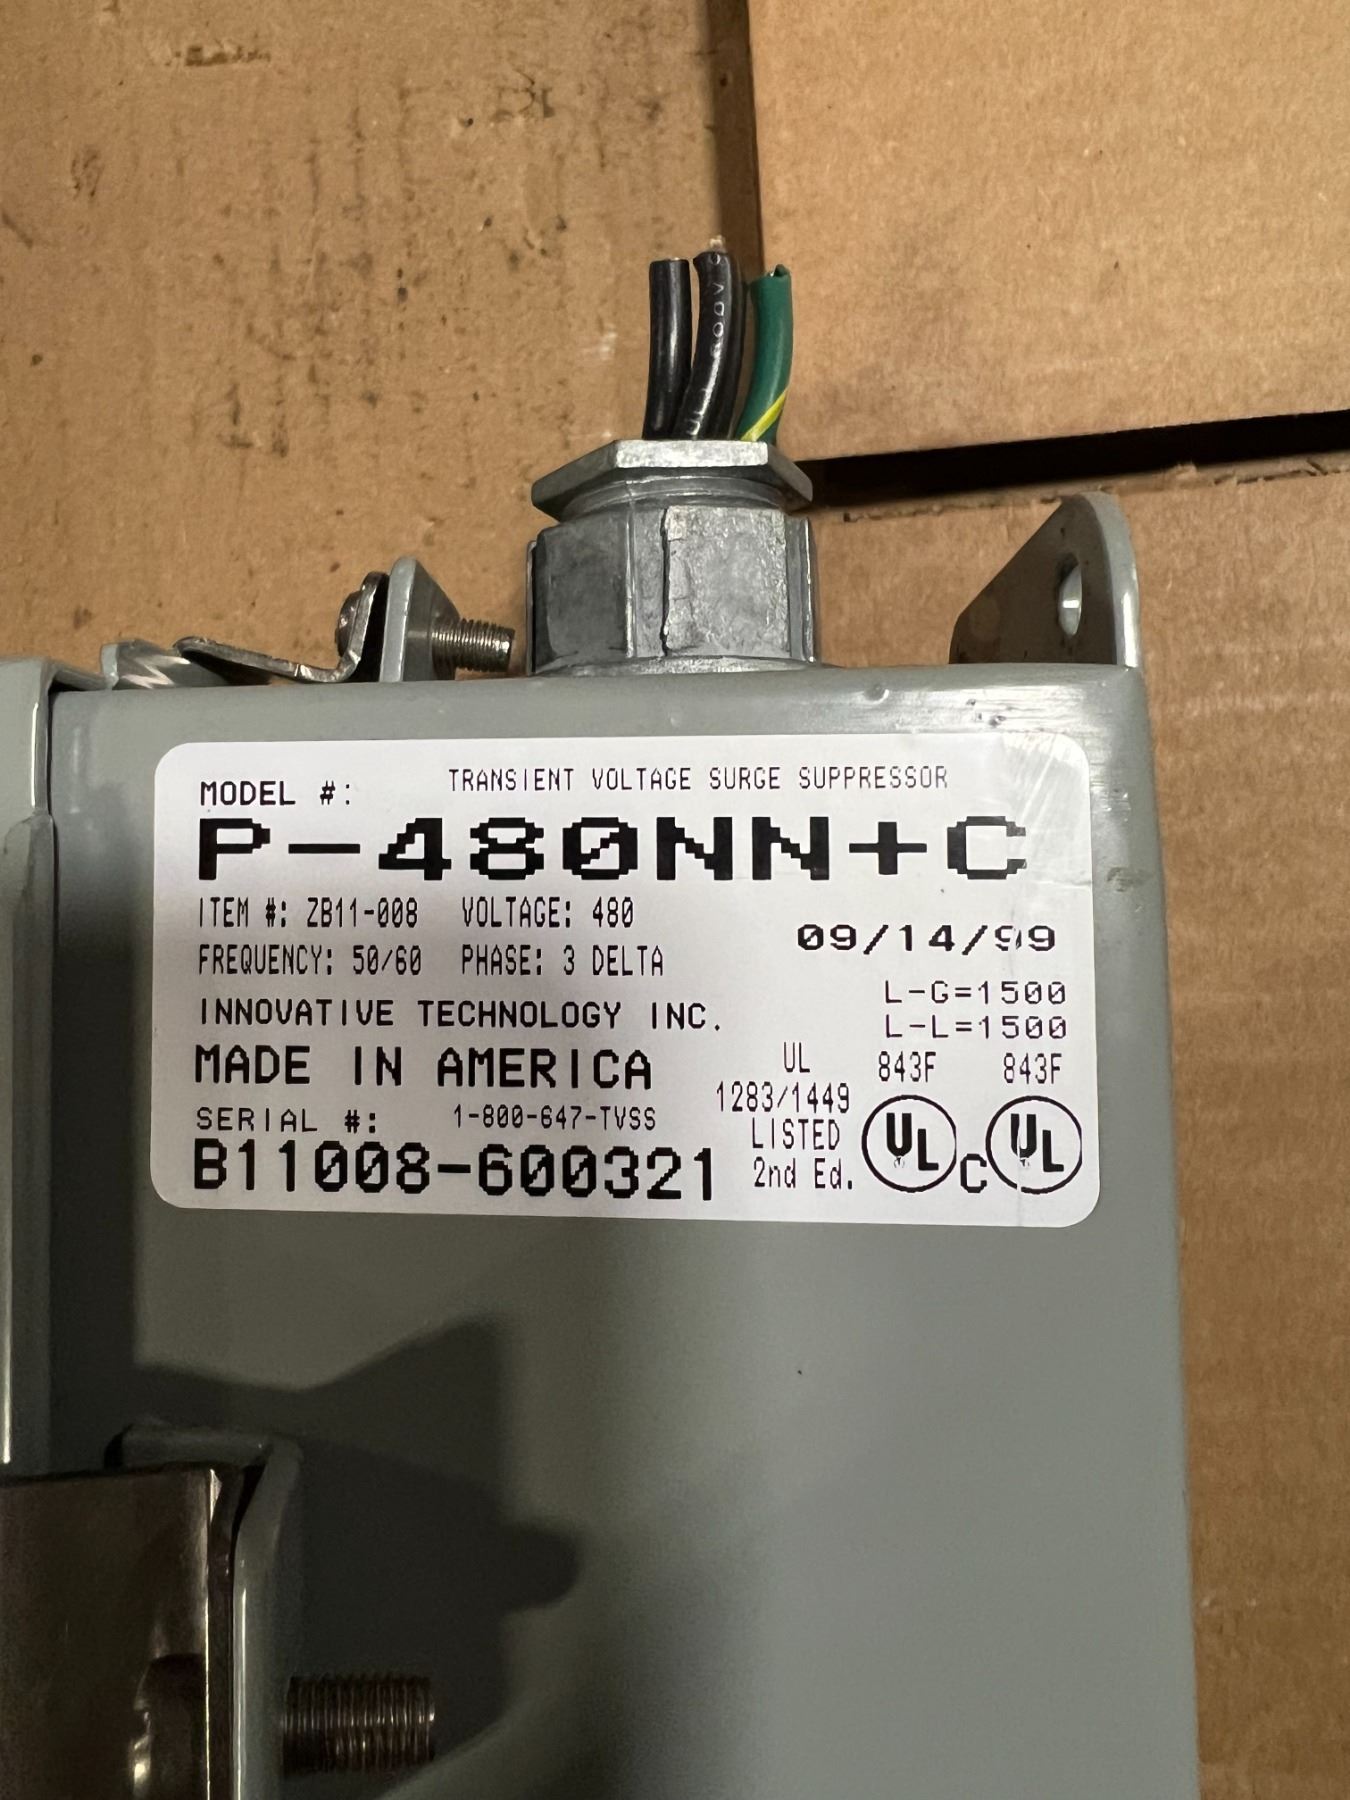 UL 600V
TRANSIENT VOLTAGE SURGE SUPPRESSOR
MODEL #:
P-480NN+C
ITEM #: ZB11-008 VOLTAGE: 480
09/14/99
FREQUENCY: 50/60 PHASE: 3 DELTA
L-G=1500
INNOVATIVE TECHNOLOGY INC.
L-L=1500
MADE IN AMERICA
UL 843F 843F
1283/1449
SERIAL #: 1-800-647-TVSS
LISTED
B11008-600321
2nd Ed.
UL C UL